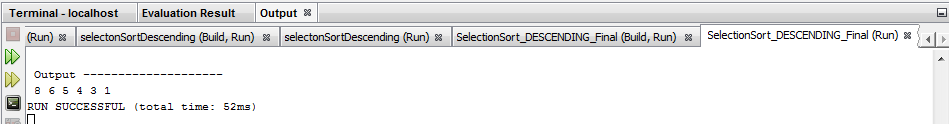 Terminal - localhost Evaluation Result Output
(Run) selectonSortDescending (Build, Run) selectonSortDescending (Run) SelectionSort_DESCENDING_Final (Build, Run) SelectionSort_DESCENDING_Final (Run)
Output --------------------
8 6 5 4 3 1
RUN SUCCESSFUL (total time: 52ms)